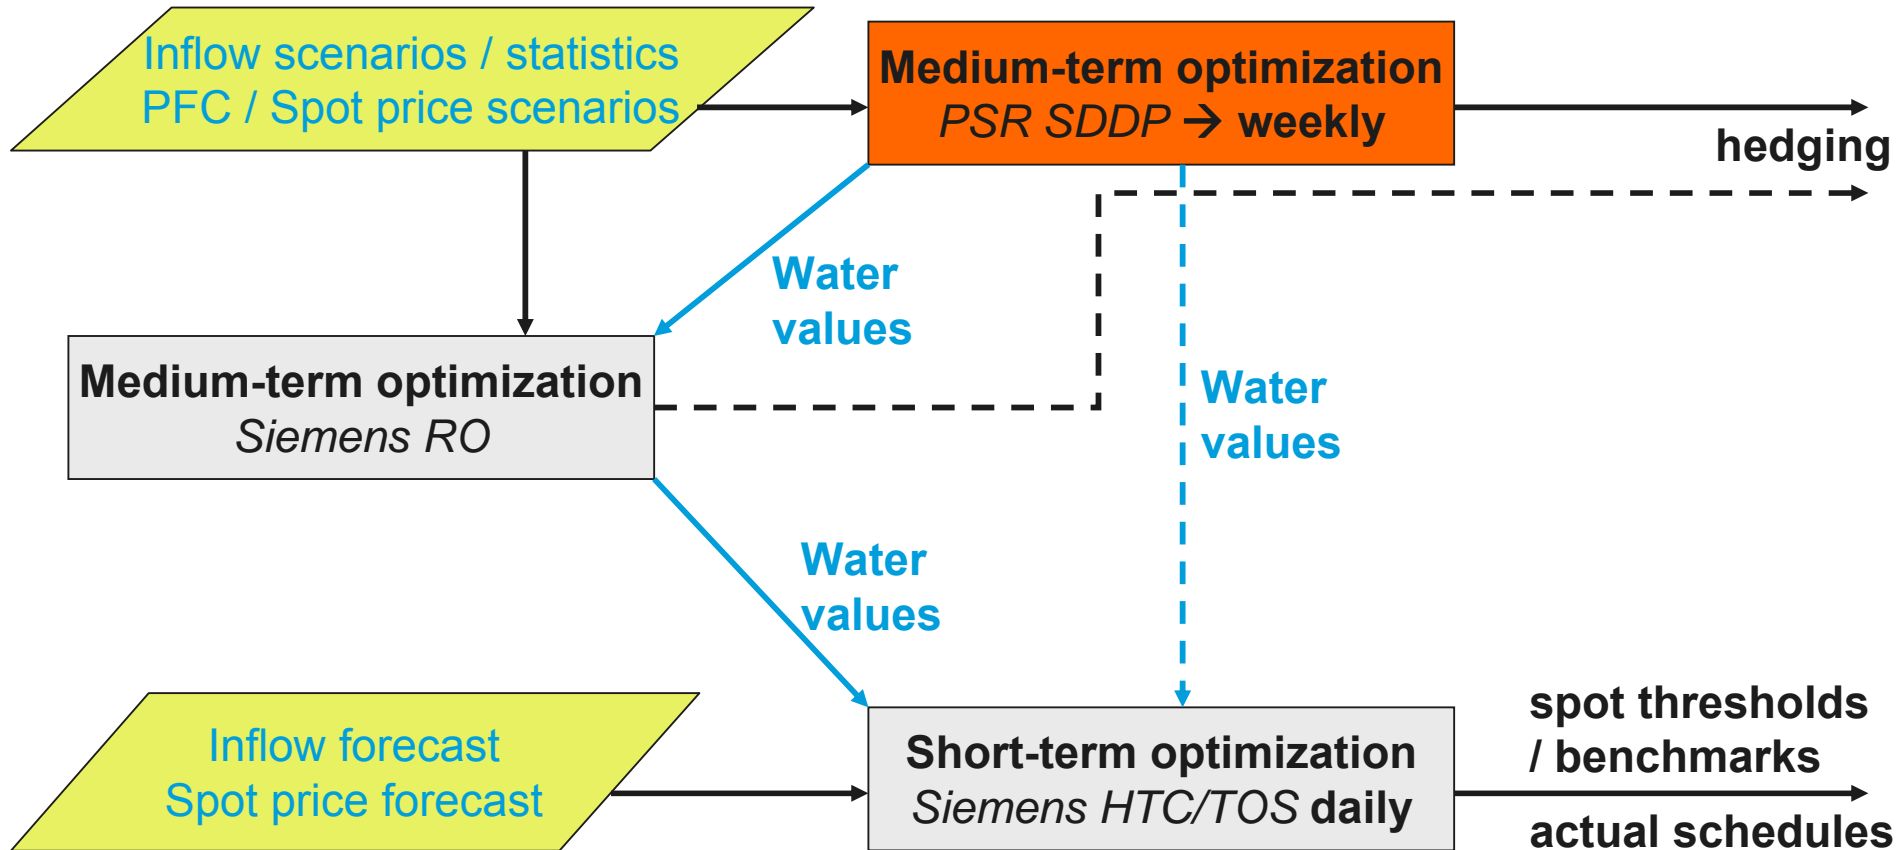 Inflow scenarios / statistics
PFC / Spot price scenarios
Medium-term optimization
PSR SDDP → weekly
hedging
Water
values
Medium-term optimization
Siemens RO
Water
values
Water
values
Inflow forecast
Spot price forecast
Short-term optimization
Siemens HTC/TOS daily
spot thresholds
/ benchmarks
actual schedules